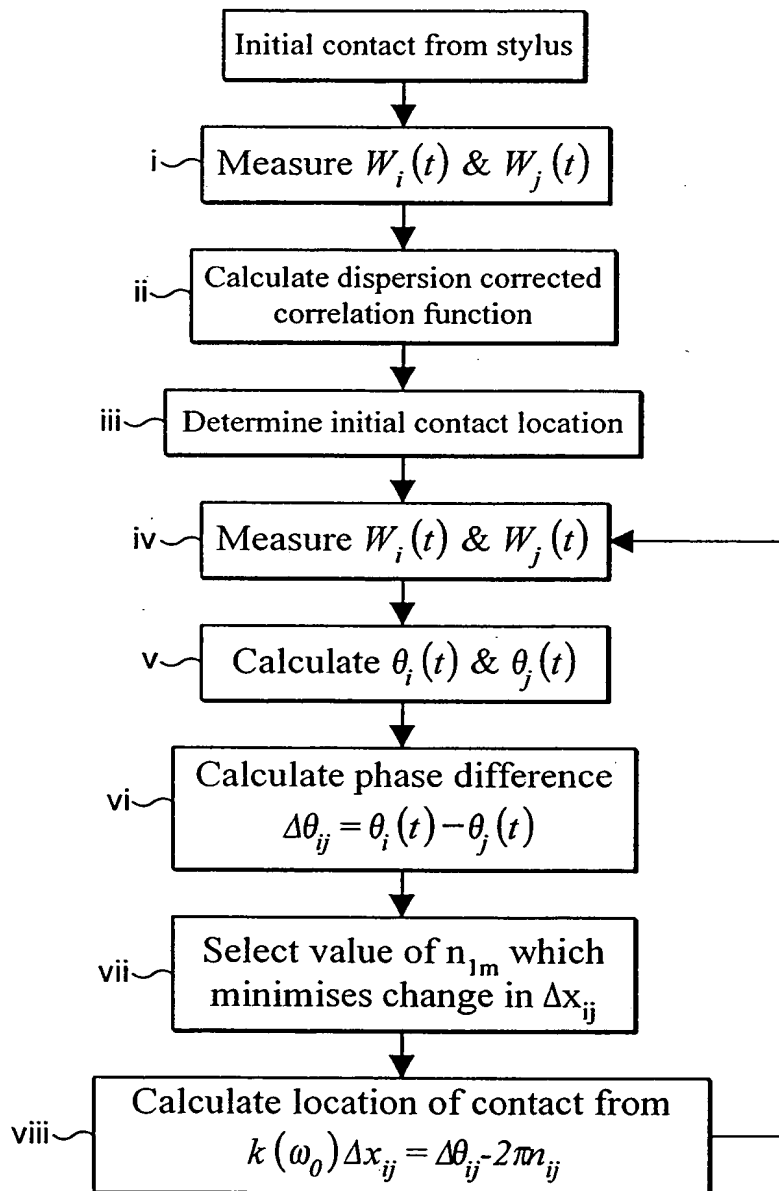 Initial contact from stylus
i
Measure W_i(t) & W_j(t)
ii
Calculate dispersion corrected
correlation function
iii
Determine initial contact location
iv
Measure W_i(t) & W_j(t)
v
Calculate θ_i(t) & θ_j(t)
vi
Calculate phase difference
Δθ_ij = θ_i(t) − θ_j(t)
vii
Select value of n_1m which
minimises change in Δx_ij
viii
Calculate location of contact from
k(ω_0)Δx_ij = Δθ_ij-2πn_ij